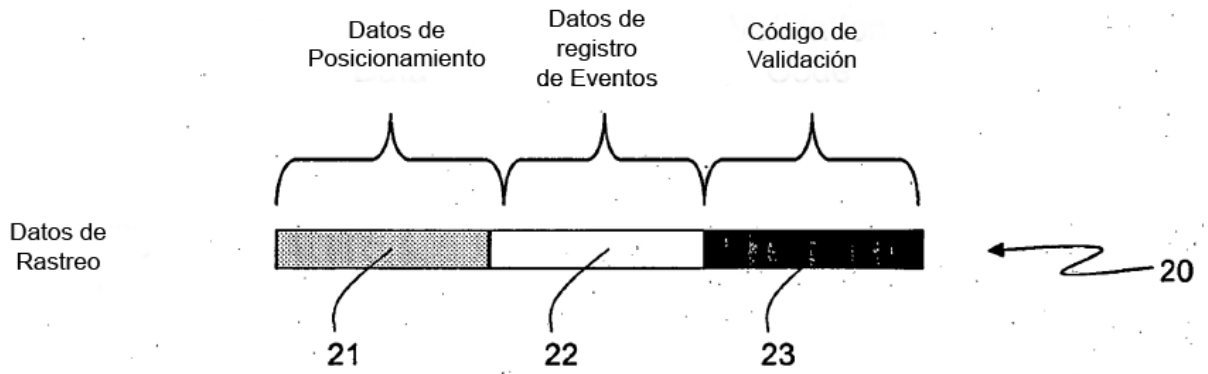 Datos de
Posicionamiento
Datos de
registro
de Eventos
Código de
Validación
Datos de
Rastreo
20
21
22
23